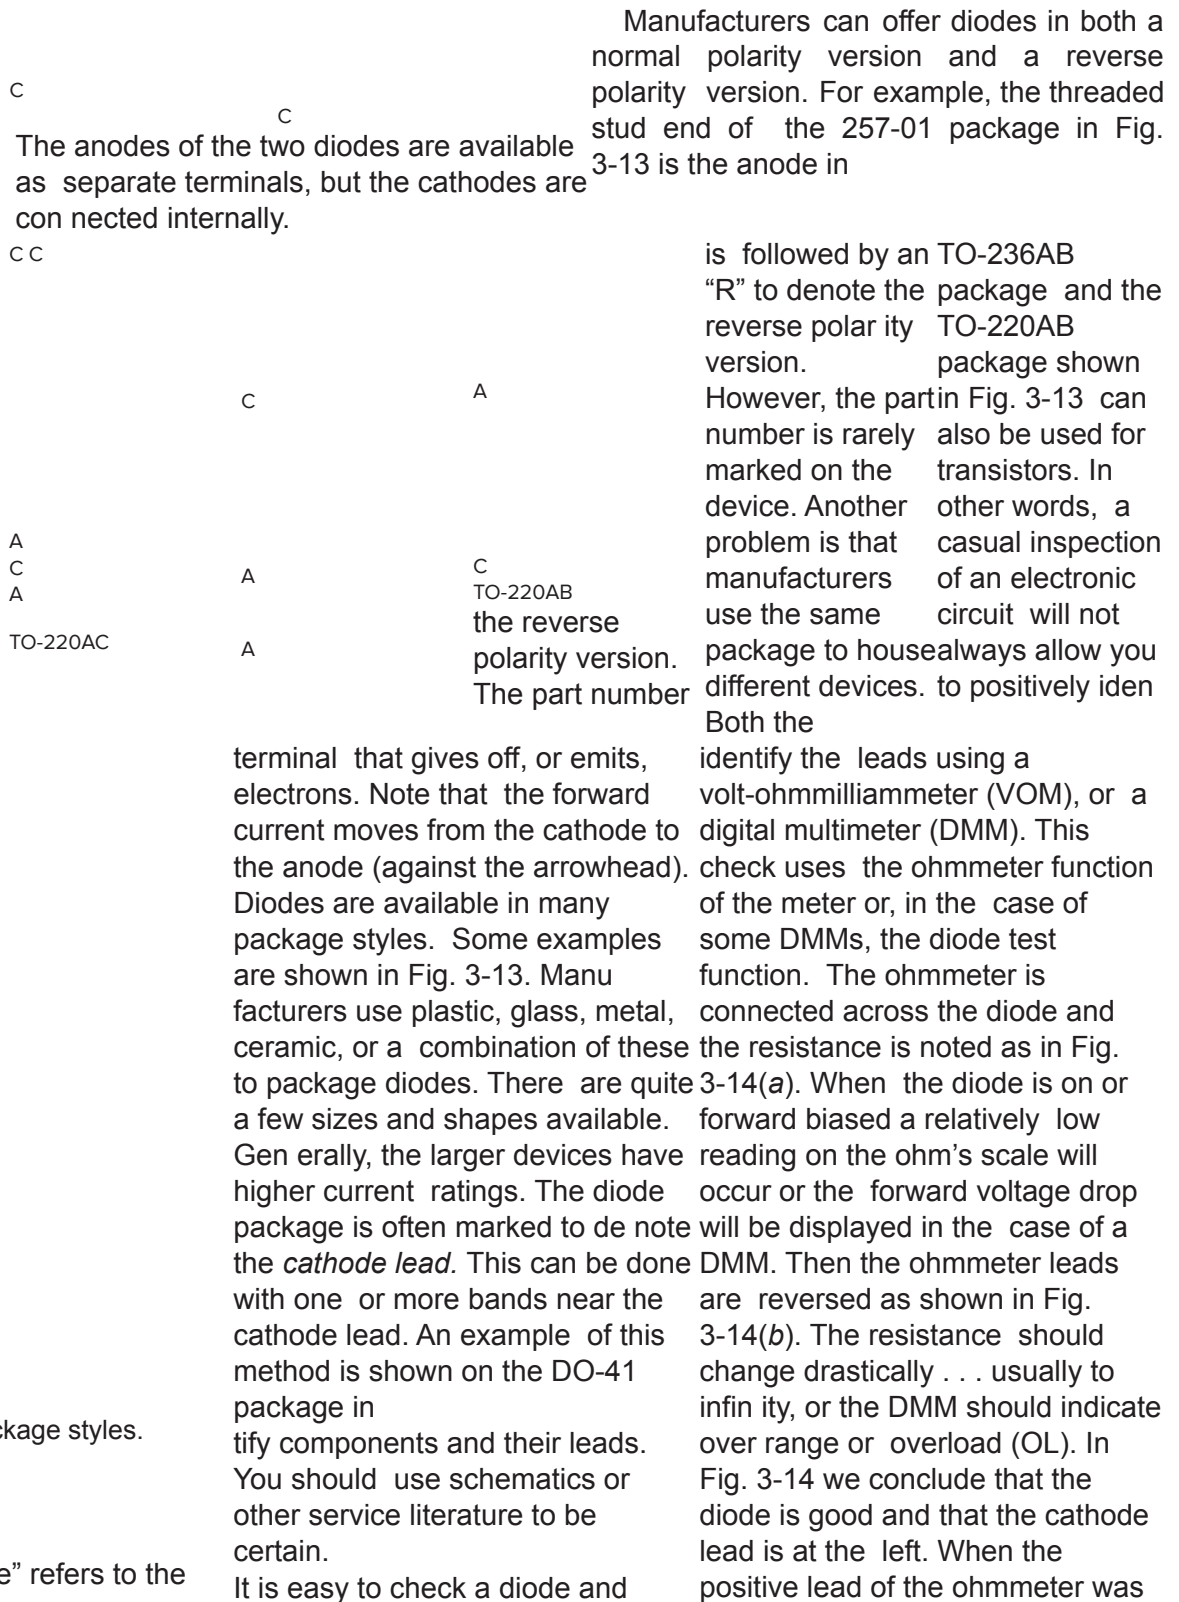 Manufacturers can offer diodes in both a
normal polarity version and a reverse
polarity version. For example, the threaded
stud end of the 257-01 package in Fig.
3-13 is the anode in
C
C
The anodes of the two diodes are available
as separate terminals, but the cathodes are
con nected internally.
C C
C
A
A
C
A
TO-220AC
A
A
C
TO-220AB
the reverse
polarity version.
The part number
is followed by an
“R” to denote the
reverse polar ity
version.
However, the part
number is rarely
marked on the
device. Another
problem is that
manufacturers
use the same
package to house
different devices.
Both the
TO-236AB
package and the
TO-220AB
package shown
in Fig. 3-13 can
also be used for
transistors. In
other words, a
casual inspection
of an electronic
circuit will not
always allow you
to positively iden
ckage styles.
e” refers to the
terminal that gives off, or emits,
electrons. Note that the forward
current moves from the cathode to
the anode (against the arrowhead).
Diodes are available in many
package styles. Some examples
are shown in Fig. 3-13. Manu
facturers use plastic, glass, metal,
ceramic, or a combination of these
to package diodes. There are quite
a few sizes and shapes available.
Gen erally, the larger devices have
higher current ratings. The diode
package is often marked to de note
the cathode lead. This can be done
with one or more bands near the
cathode lead. An example of this
method is shown on the DO-41
package in
tify components and their leads.
You should use schematics or
other service literature to be
certain.
It is easy to check a diode and
identify the leads using a
volt-ohmmilliammeter (VOM), or a
digital multimeter (DMM). This
check uses the ohmmeter function
of the meter or, in the case of
some DMMs, the diode test
function. The ohmmeter is
connected across the diode and
the resistance is noted as in Fig.
3-14(a). When the diode is on or
forward biased a relatively low
reading on the ohm’s scale will
occur or the forward voltage drop
will be displayed in the case of a
DMM. Then the ohmmeter leads
are reversed as shown in Fig.
3-14(b). The resistance should
change drastically . . . usually to
infin ity, or the DMM should indicate
over range or overload (OL). In
Fig. 3-14 we conclude that the
diode is good and that the cathode
lead is at the left. When the
positive lead of the ohmmeter was